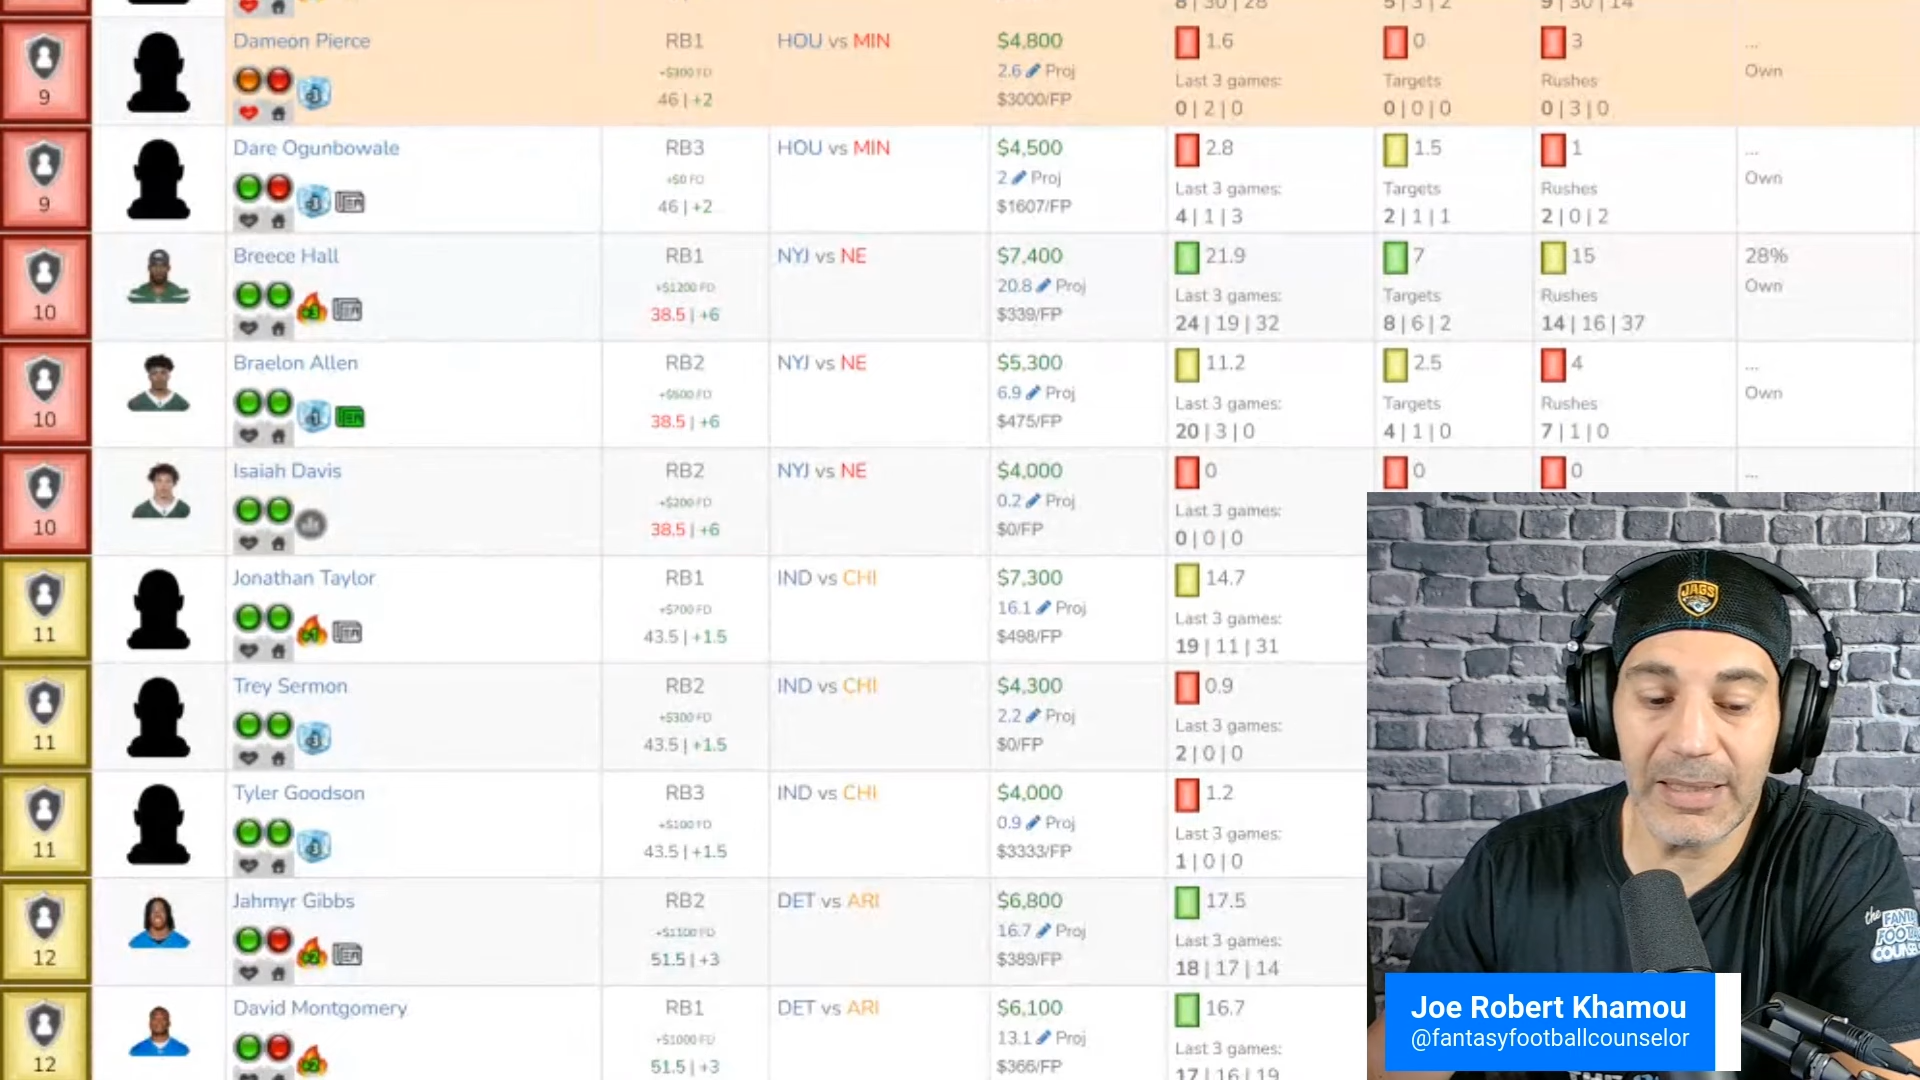 8 | 30 | 28 5 | 3 | 2 9 | 30 | 14
9 Dameon Pierce RB1 HOU vs MIN $4,800 1.6 0 3 ...
+$300 FD 2.6 Proj Last 3 games: Targets Rushes Own
46 | +2 $3000/FP 0 | 2 | 0 0 | 0 | 0 0 | 3 | 0
9 Dare Ogunbowale RB3 HOU vs MIN $4,500 2.8 1.5 1 ...
+$0 FD 2 Proj Last 3 games: Targets Rushes Own
46 | +2 $1607/FP 4 | 1 | 3 2 | 1 | 1 2 | 0 | 2
10 Breece Hall RB1 NYJ vs NE $7,400 21.9 7 15 28%
+$1200 FD 20.8 Proj Last 3 games: Targets Rushes Own
38.5 | +6 $339/FP 24 | 19 | 32 8 | 6 | 2 14 | 16 | 37
10 Braelon Allen RB2 NYJ vs NE $5,300 11.2 2.5 4 ...
+$600 FD 6.9 Proj Last 3 games: Targets Rushes Own
38.5 | +6 $475/FP 20 | 3 | 0 4 | 1 | 0 7 | 1 | 0
10 Isaiah Davis RB2 NYJ vs NE $4,000 0 0 0 ...
+$200 FD 0.2 Proj Last 3 games:
38.5 | +6 $0/FP 0 | 0 | 0
11 Jonathan Taylor RB1 IND vs CHI $7,300 14.7
+$700 FD 16.1 Proj Last 3 games:
43.5 | +1.5 $498/FP 19 | 11 | 31
11 Trey Sermon RB2 IND vs CHI $4,300 0.9
+$300 FD 2.2 Proj Last 3 games:
43.5 | +1.5 $0/FP 2 | 0 | 0
11 Tyler Goodson RB3 IND vs CHI $4,000 1.2
+$100 FD 0.9 Proj Last 3 games:
43.5 | +1.5 $3333/FP 1 | 0 | 0
12 Jahmyr Gibbs RB2 DET vs ARI $6,800 17.5
+$1100 FD 16.7 Proj Last 3 games:
51.5 | +3 $389/FP 18 | 17 | 14
12 David Montgomery RB1 DET vs ARI $6,100 16.7
+$1000 FD 13.1 Proj Last 3 games:
51.5 | +3 $366/FP 17 | 16 | 19
JAGS
the
Joe Robert Khamou
@fantasyfootballcounselor